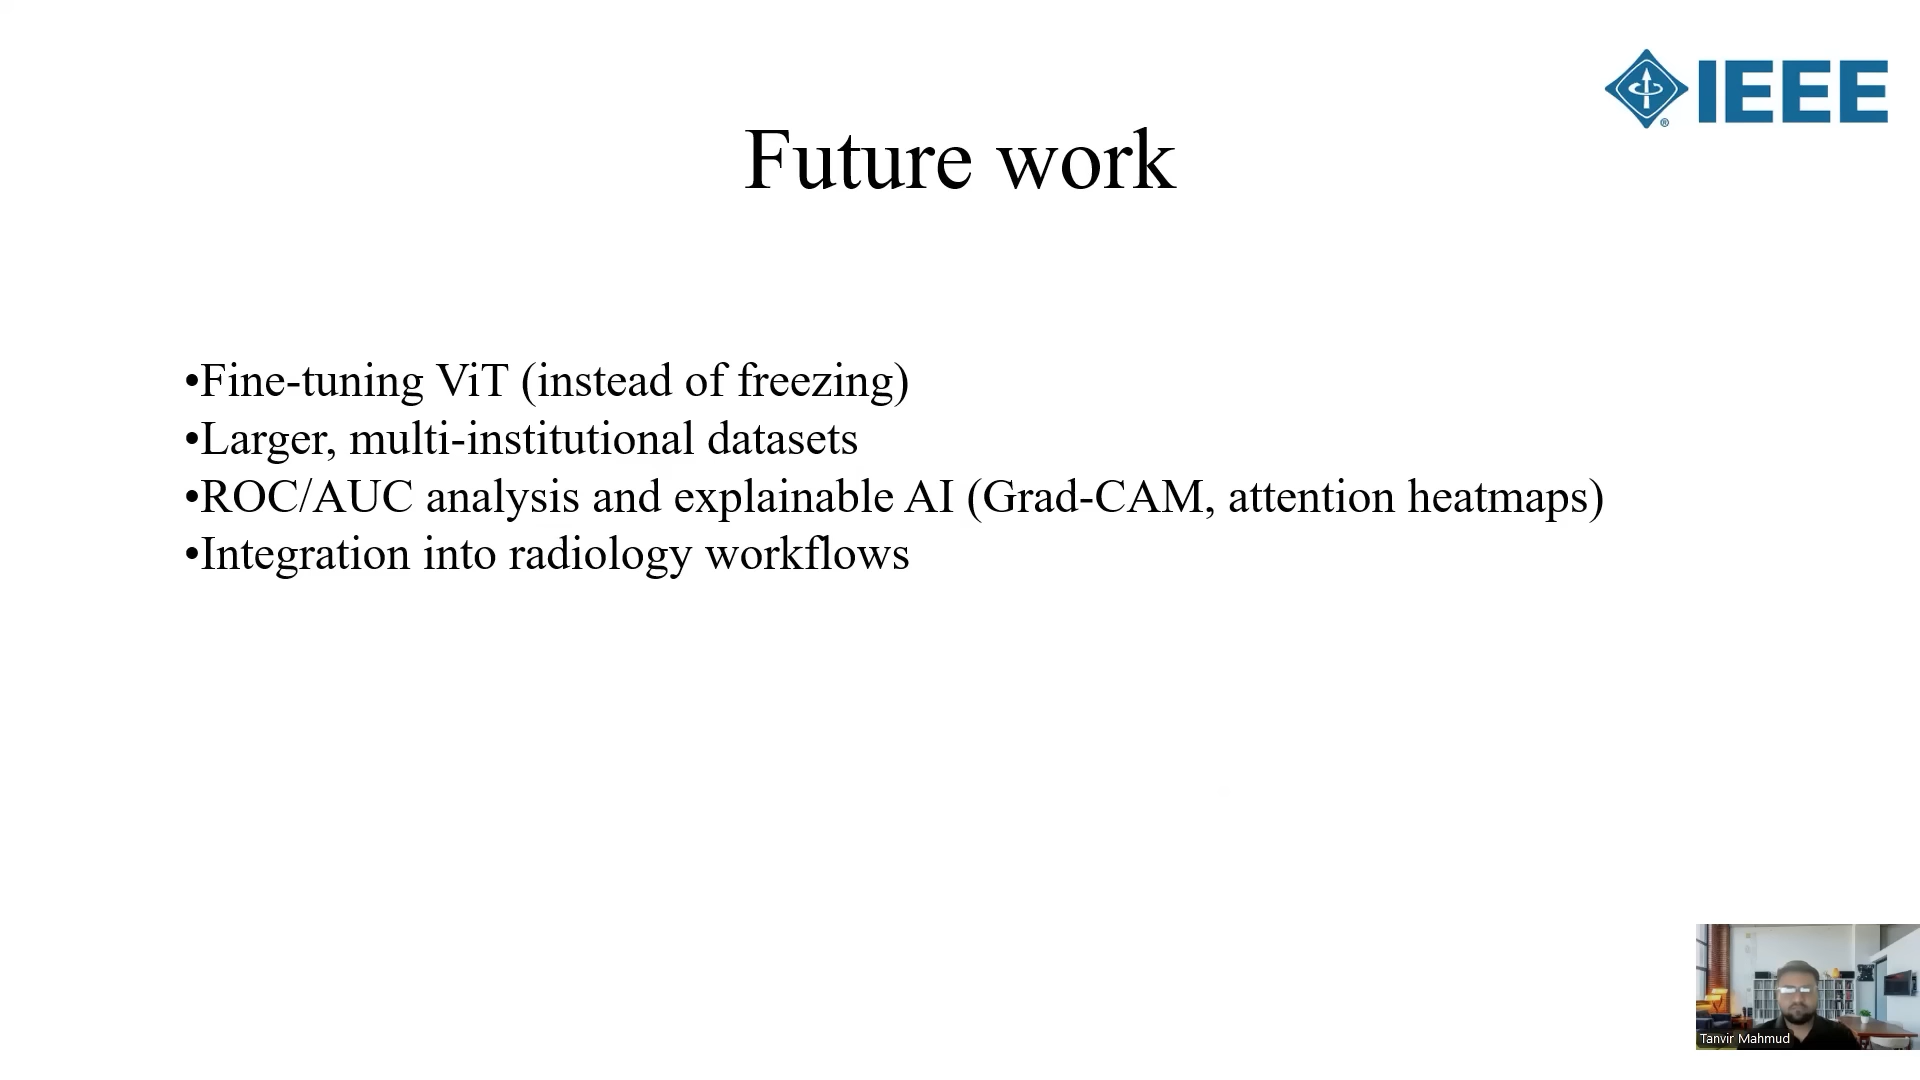 IEEE
Future work
•Fine-tuning ViT (instead of freezing)
•Larger, multi-institutional datasets
•ROC/AUC analysis and explainable AI (Grad-CAM, attention heatmaps)
•Integration into radiology workflows
Tanvir Mahmud